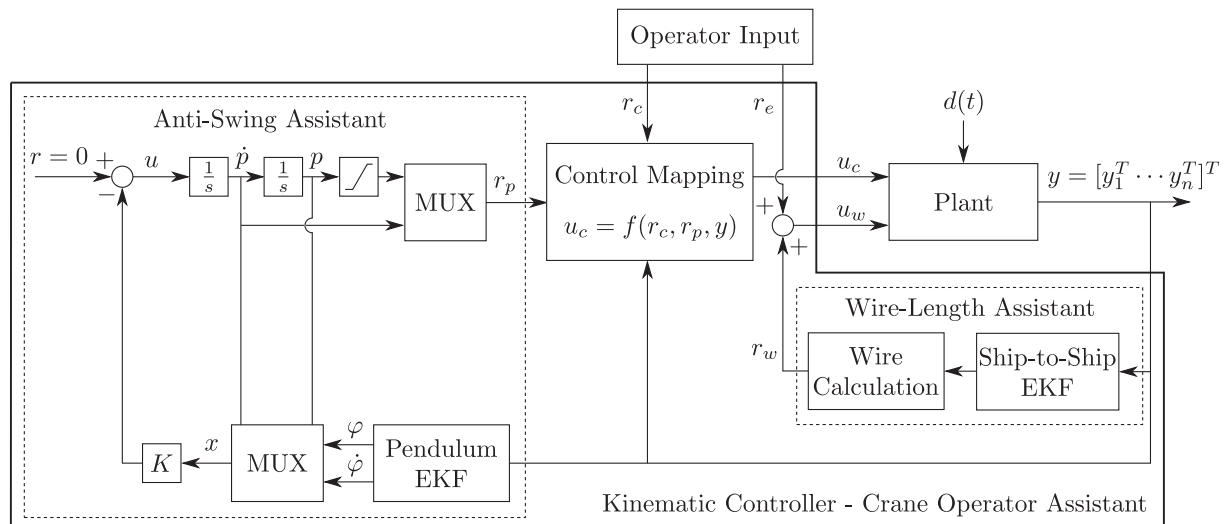 Operator Input
r_c
r_e
d(t)
Anti-Swing Assistant
r = 0
+
−
u
1/s
ṗ
1/s
p
MUX
r_p
Control Mapping
u_c = f(r_c, r_p, y)
u_c
+
+
u_w
Plant
y = [y_1^T ⋯ y_n^T]^T
Wire-Length Assistant
r_w
Wire
Calculation
Ship-to-Ship
EKF
K
x
MUX
φ
φ̇
Pendulum
EKF
Kinematic Controller - Crane Operator Assistant